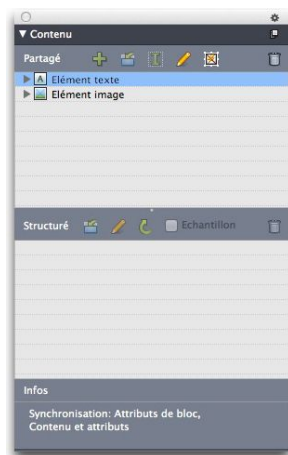 Contenu
Partagé
A Elément texte
Elément image
Structuré Echantillon
Infos
Synchronisation: Attributs de bloc,
Contenu et attributs